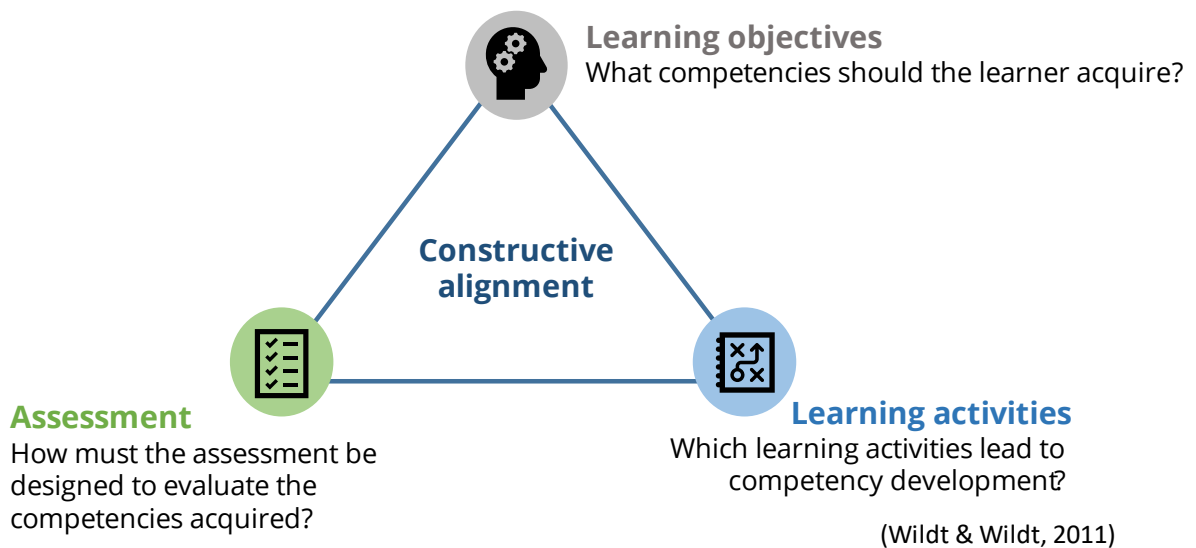 Learning objectives
What competencies should the learner acquire?
Constructive
alignment
Assessment
How must the assessment be
designed to evaluate the
competencies acquired?
Learning activities
Which learning activities lead to
competency development?
(Wildt & Wildt, 2011)